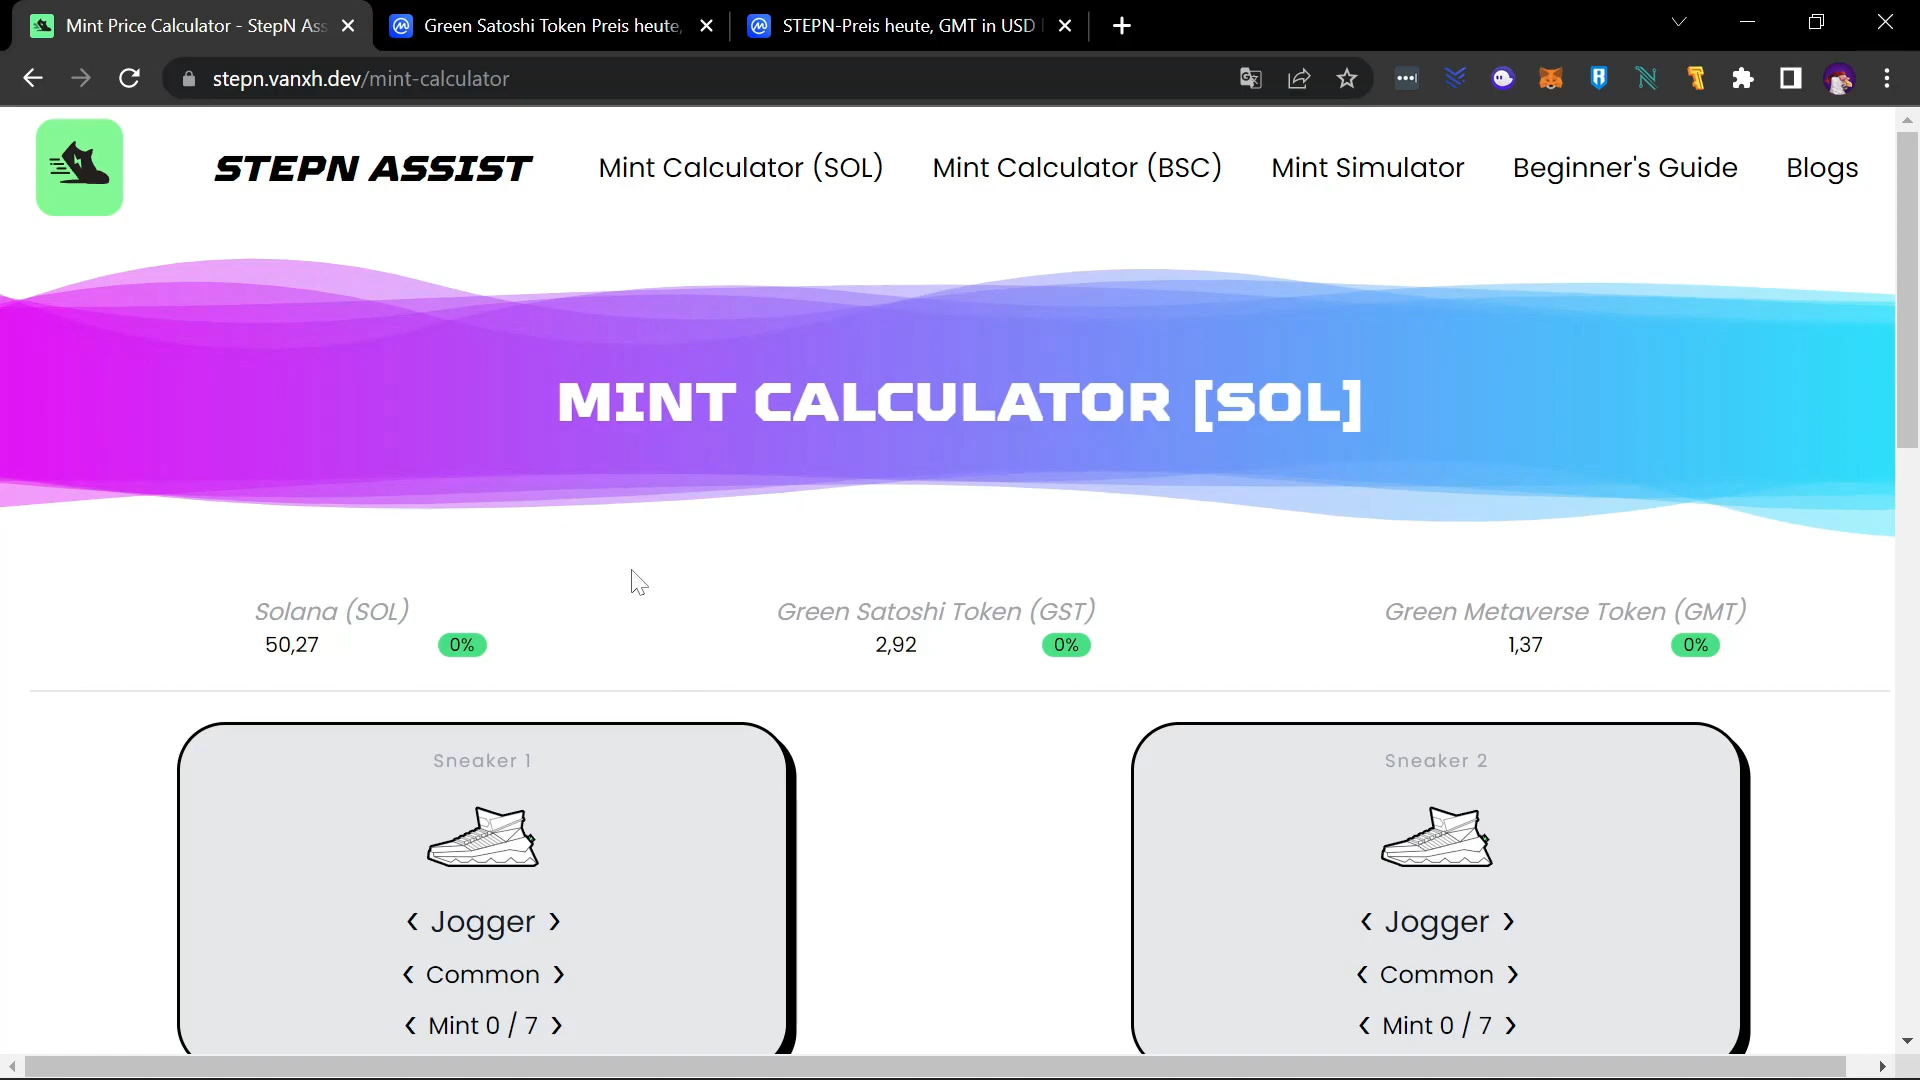 Mint Price Calculator - StepN Ass
Green Satoshi Token Preis heute,
STEPN-Preis heute, GMT in USD
stepn.vanxh.dev/mint-calculator
STEPN ASSIST
Mint Calculator (SOL)
Mint Calculator (BSC)
Mint Simulator
Beginner's Guide
Blogs
MINT CALCULATOR [SOL]
Solana (SOL)
50,27
0%
Green Satoshi Token (GST)
2,92
0%
Green Metaverse Token (GMT)
1,37
0%
Sneaker 1
‹ Jogger ›
‹ Common ›
‹ Mint 0 / 7 ›
Sneaker 2
‹ Jogger ›
‹ Common ›
‹ Mint 0 / 7 ›